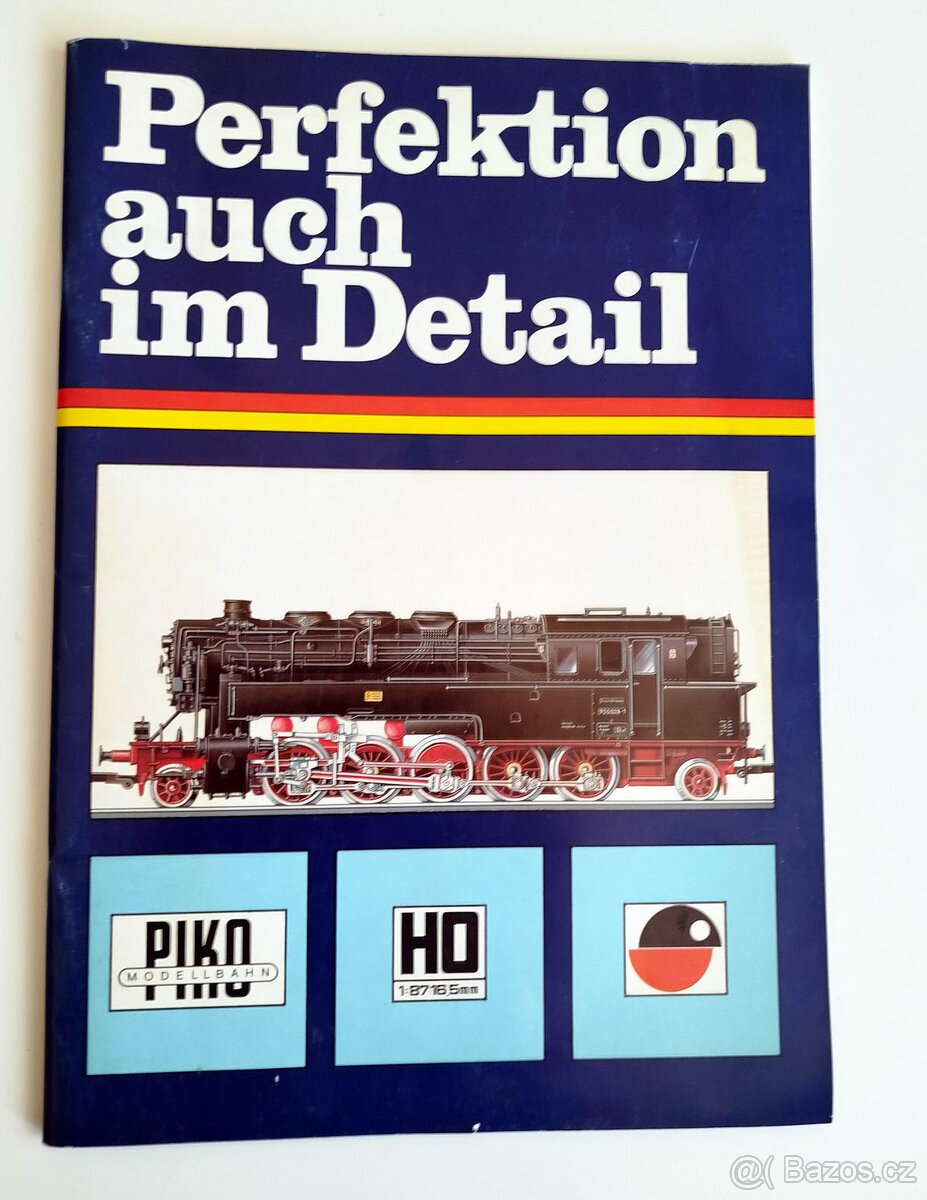 Perfektion
auch
im Detail
PIKO
MODELLBAHN
HO
1:87 16,5mm
@( Bazos.cz